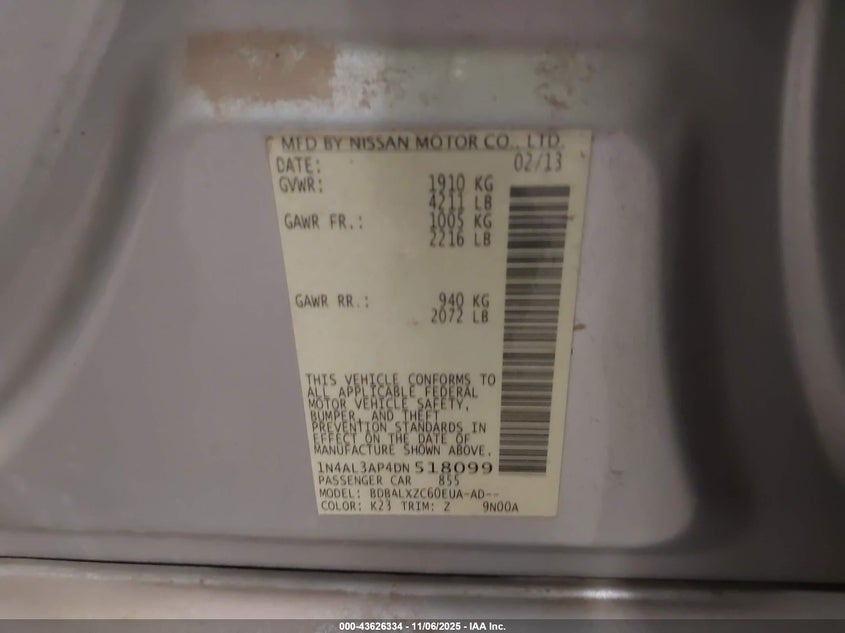 MFD BY NISSAN MOTOR CO., LTD.
DATE: 02/13
GVWR: 1910 KG
4211 LB
GAWR FR.: 1005 KG
2216 LB
GAWR RR.: 940 KG
2072 LB
THIS VEHICLE CONFORMS TO
ALL APPLICABLE FEDERAL
MOTOR VEHICLE SAFETY,
BUMPER, AND THEFT
PREVENTION STANDARDS IN
EFFECT ON THE DATE OF
MANUFACTURE SHOWN ABOVE.
1N4AL3AP4DN518099
PASSENGER CAR 855
MODEL: BDBALXZC60EUA-AD--
COLOR: K23 TRIM: Z 9N00A
000-43626334 - 11/06/2025 - IAA Inc.